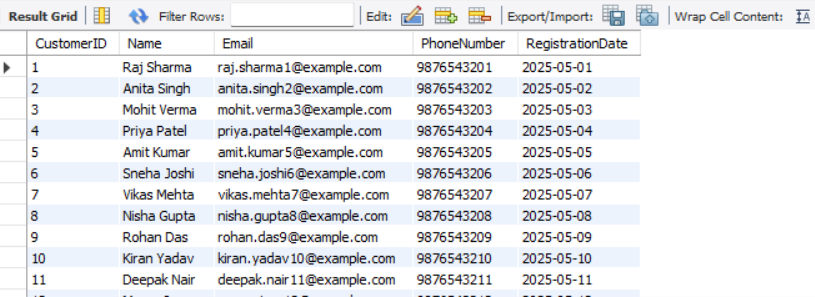 Result Grid Filter Rows: Edit: Export/Import: Wrap Cell Content: IA
CustomerID Name Email PhoneNumber RegistrationDate
1 Raj Sharma raj.sharma1@example.com 9876543201 2025-05-01
2 Anita Singh anita.singh2@example.com 9876543202 2025-05-02
3 Mohit Verma mohit.verma3@example.com 9876543203 2025-05-03
4 Priya Patel priya.patel4@example.com 9876543204 2025-05-04
5 Amit Kumar amit.kumar5@example.com 9876543205 2025-05-05
6 Sneha Joshi sneha.joshi6@example.com 9876543206 2025-05-06
7 Vikas Mehta vikas.mehta7@example.com 9876543207 2025-05-07
8 Nisha Gupta nisha.gupta8@example.com 9876543208 2025-05-08
9 Rohan Das rohan.das9@example.com 9876543209 2025-05-09
10 Kiran Yadav kiran.yadav10@example.com 9876543210 2025-05-10
11 Deepak Nair deepak.nair11@example.com 9876543211 2025-05-11